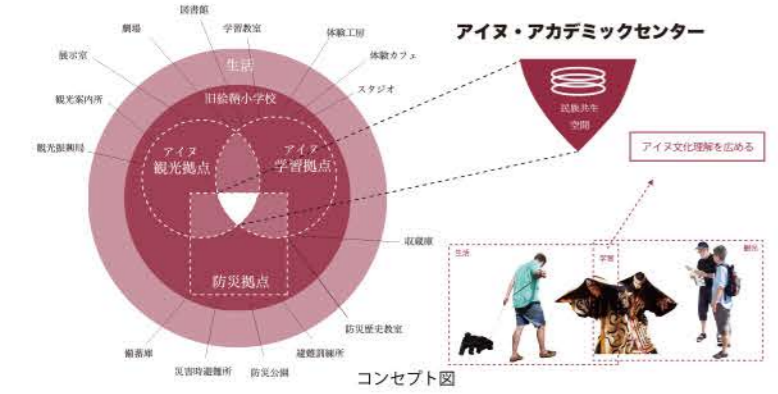 図書館
劇場
学習教室
体験工房
展示室
体験カフェ
生活
スタジオ
観光案内所
旧絵鞆小学校
観光振興局
アイヌ
観光拠点
アイヌ
学習拠点
収蔵庫
防災拠点
防災歴史教室
備蓄庫
避難訓練所
災害時避難所
防災公園
アイヌ・アカデミックセンター
民族共生
空間
アイヌ文化理解を広める
生活
学習
観光
コンセプト図